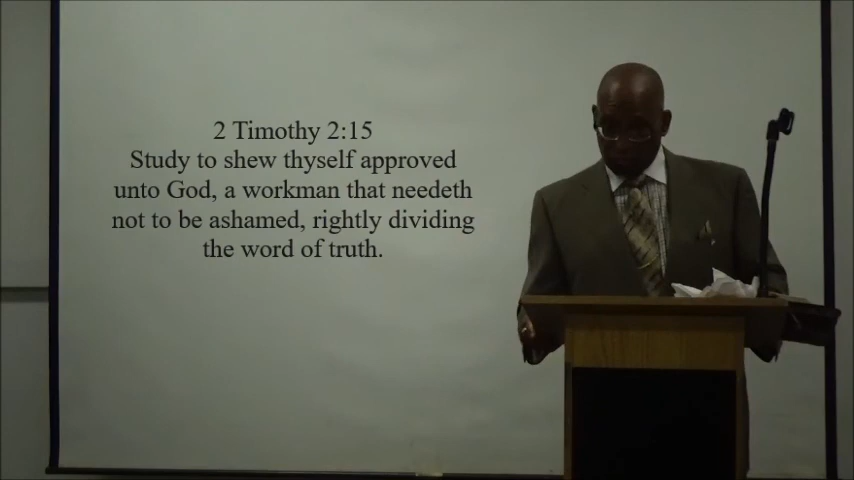 2 Timothy 2:15
Study to shew thyself approved
unto God, a workman that needeth
not to be ashamed, rightly dividing
the word of truth.